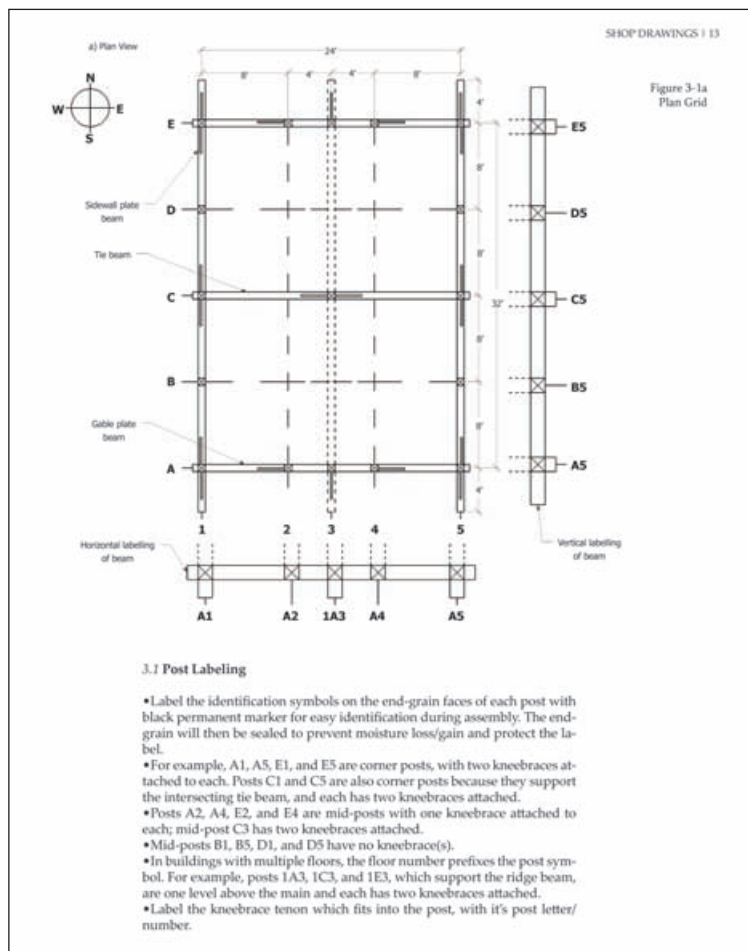 SHOP DRAWINGS | 13
a) Plan View
Figure 3-1a
Plan Grid
N
W E
S
24'
8' 4' 4' 8'
4'
E
8'
D
8'
C
32'
8'
B
8'
A
4'
Sidewall plate
beam
Tie beam
Gable plate
beam
1 2 3 4 5
E5
D5
C5
B5
A5
Horizontal labelling
of beam
Vertical labelling
of beam
A1 A2 1A3 A4 A5
3.1 Post Labeling
•Label the identification symbols on the end-grain faces of each post with
black permanent marker for easy identification during assembly. The end-
grain will then be sealed to prevent moisture loss/gain and protect the la-
bel.
•For example, A1, A5, E1, and E5 are corner posts, with two kneebraces at-
tached to each. Posts C1 and C5 are also corner posts because they support
the intersecting tie beam, and each has two kneebraces attached.
•Posts A2, A4, E2, and E4 are mid-posts with one kneebrace attached to
each; mid-post C3 has two kneebraces attached.
•Mid-posts B1, B5, D1, and D5 have no kneebrace(s).
•In buildings with multiple floors, the floor number prefixes the post sym-
bol. For example, posts 1A3, 1C3, and 1E3, which support the ridge beam,
are one level above the main and each has two kneebraces attached.
•Label the kneebrace tenon which fits into the post, with it's post letter/
number.